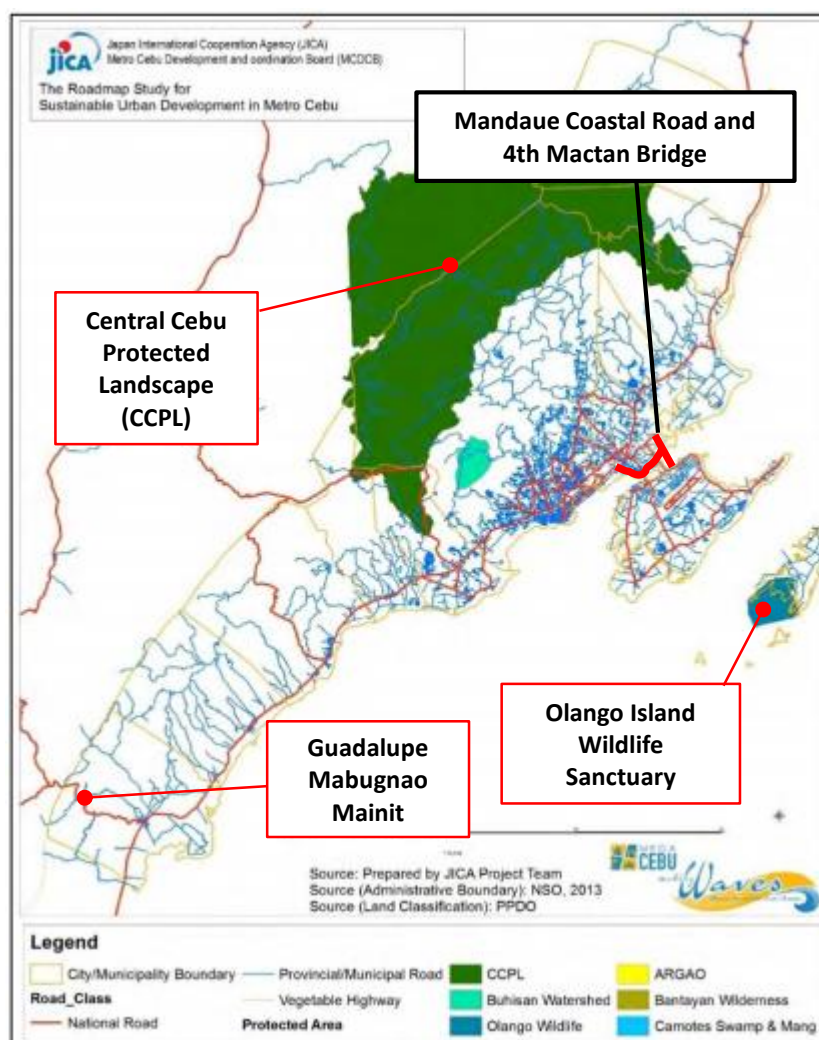 jica
Japan International Cooperation Agency (JICA)
Metro Cebu Development and oordination Board (MCDCB)
The Roadmap Study for
Sustainable Urban Development in Metro Cebu
Mandaue Coastal Road and
4th Mactan Bridge
Central Cebu
Protected
Landscape
(CCPL)
Olango Island
Wildlife
Sanctuary
Guadalupe
Mabugnao
Mainit
Source: Prepared by JICA Project Team
Source (Administrative Boundary): NSO, 2013
Source (Land Classification): PPDO
MEGA
CEBU
Waves
Legend
City/Municipality Boundary
Provincial/Municipal Road
CCPL
ARGAO
Road_Class
Vegetable Highway
Buhisan Watershed
Bantayan Wilderness
National Road
Protected Area
Olango Wildlife
Camotes Swamp & Mang